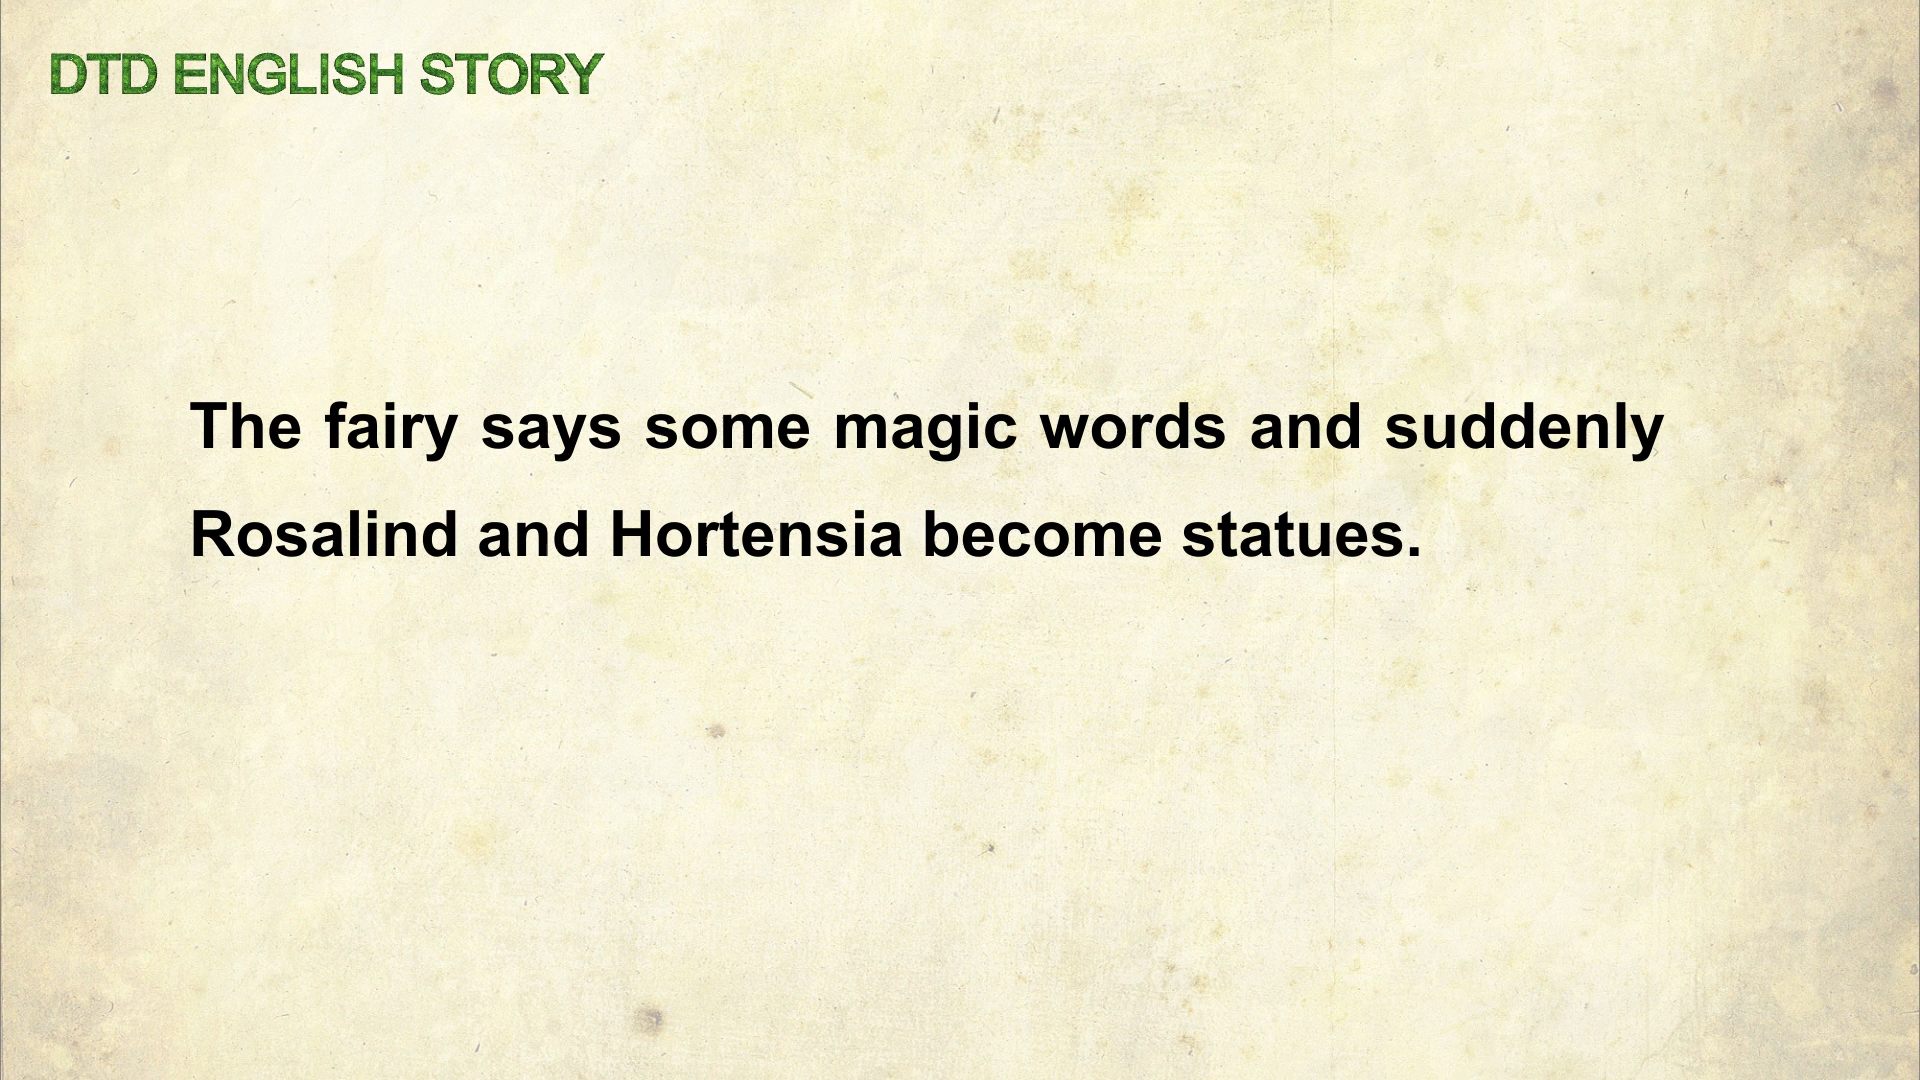 DTD ENGLISH STORY
The fairy says some magic words and suddenly
Rosalind and Hortensia become statues.